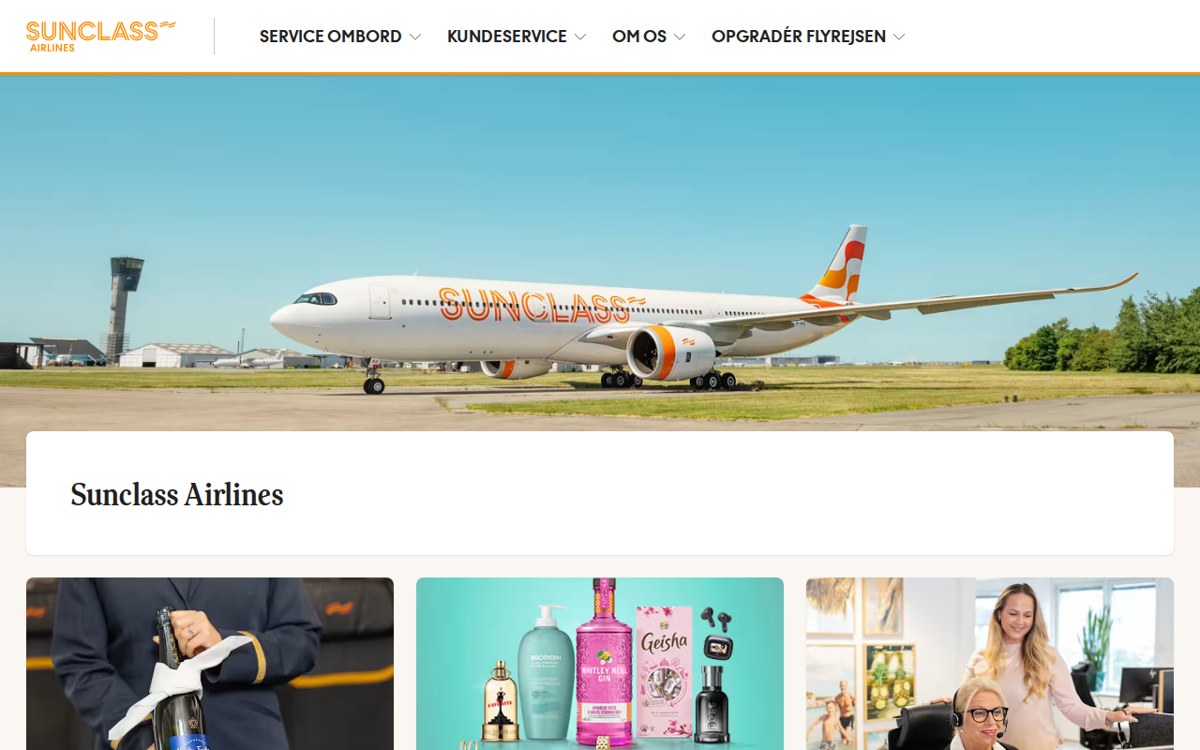 SUNCLASS
AIRLINES
SERVICE OMBORD
KUNDESERVICE
OM OS
OPGRADÉR FLYREJSEN
SUNCLASS
Sunclass Airlines
BIOTHERM
WHITLEY NEILL
GIN
Geisha